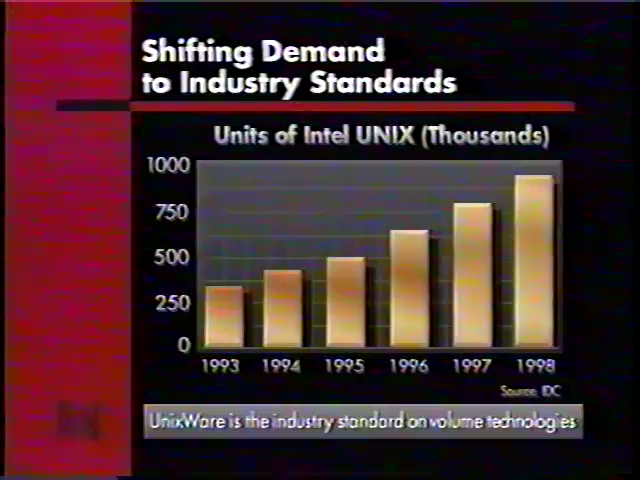 Shifting Demand
to Industry Standards
Units of Intel UNIX (Thousands)
1000
750
500
250
0
1993 1994 1995 1996 1997 1998
Source: IDC
UnixWare is the industry standard on volume technologies